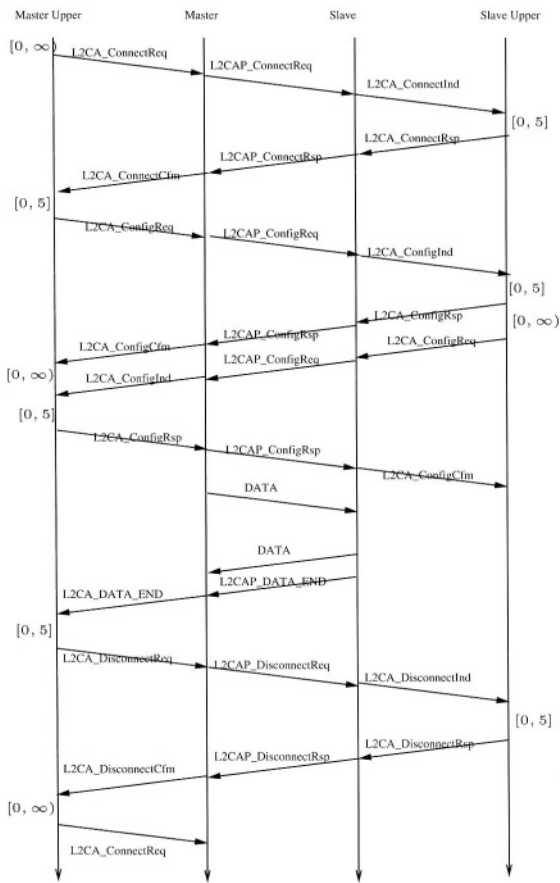 Master Upper Master Slave Slave Upper
[0, ∞)
L2CA_ConnectReq
L2CAP_ConnectReq
L2CA_ConnectInd
[0, 5]
L2CA_ConnectRsp
L2CAP_ConnectRsp
L2CA_ConnectCfm
[0, 5]
L2CA_ConfigReq
L2CAP_ConfigReq
L2CA_ConfigInd
[0, 5]
L2CA_ConfigRsp
[0, ∞)
L2CAP_ConfigRsp
L2CA_ConfigReq
L2CA_ConfigCfm
L2CAP_ConfigReq
[0, ∞)
L2CA_ConfigInd
[0, 5]
L2CA_ConfigRsp
L2CAP_ConfigRsp
L2CA_ConfigCfm
DATA
DATA
L2CAP_DATA_END
L2CA_DATA_END
[0, 5]
L2CA_DisconnectReq
L2CAP_DisconnectReq
L2CA_DisconnectInd
[0, 5]
L2CA_DisconnectRsp
L2CAP_DisconnectRsp
L2CA_DisconnectCfm
[0, ∞)
L2CA_ConnectReq